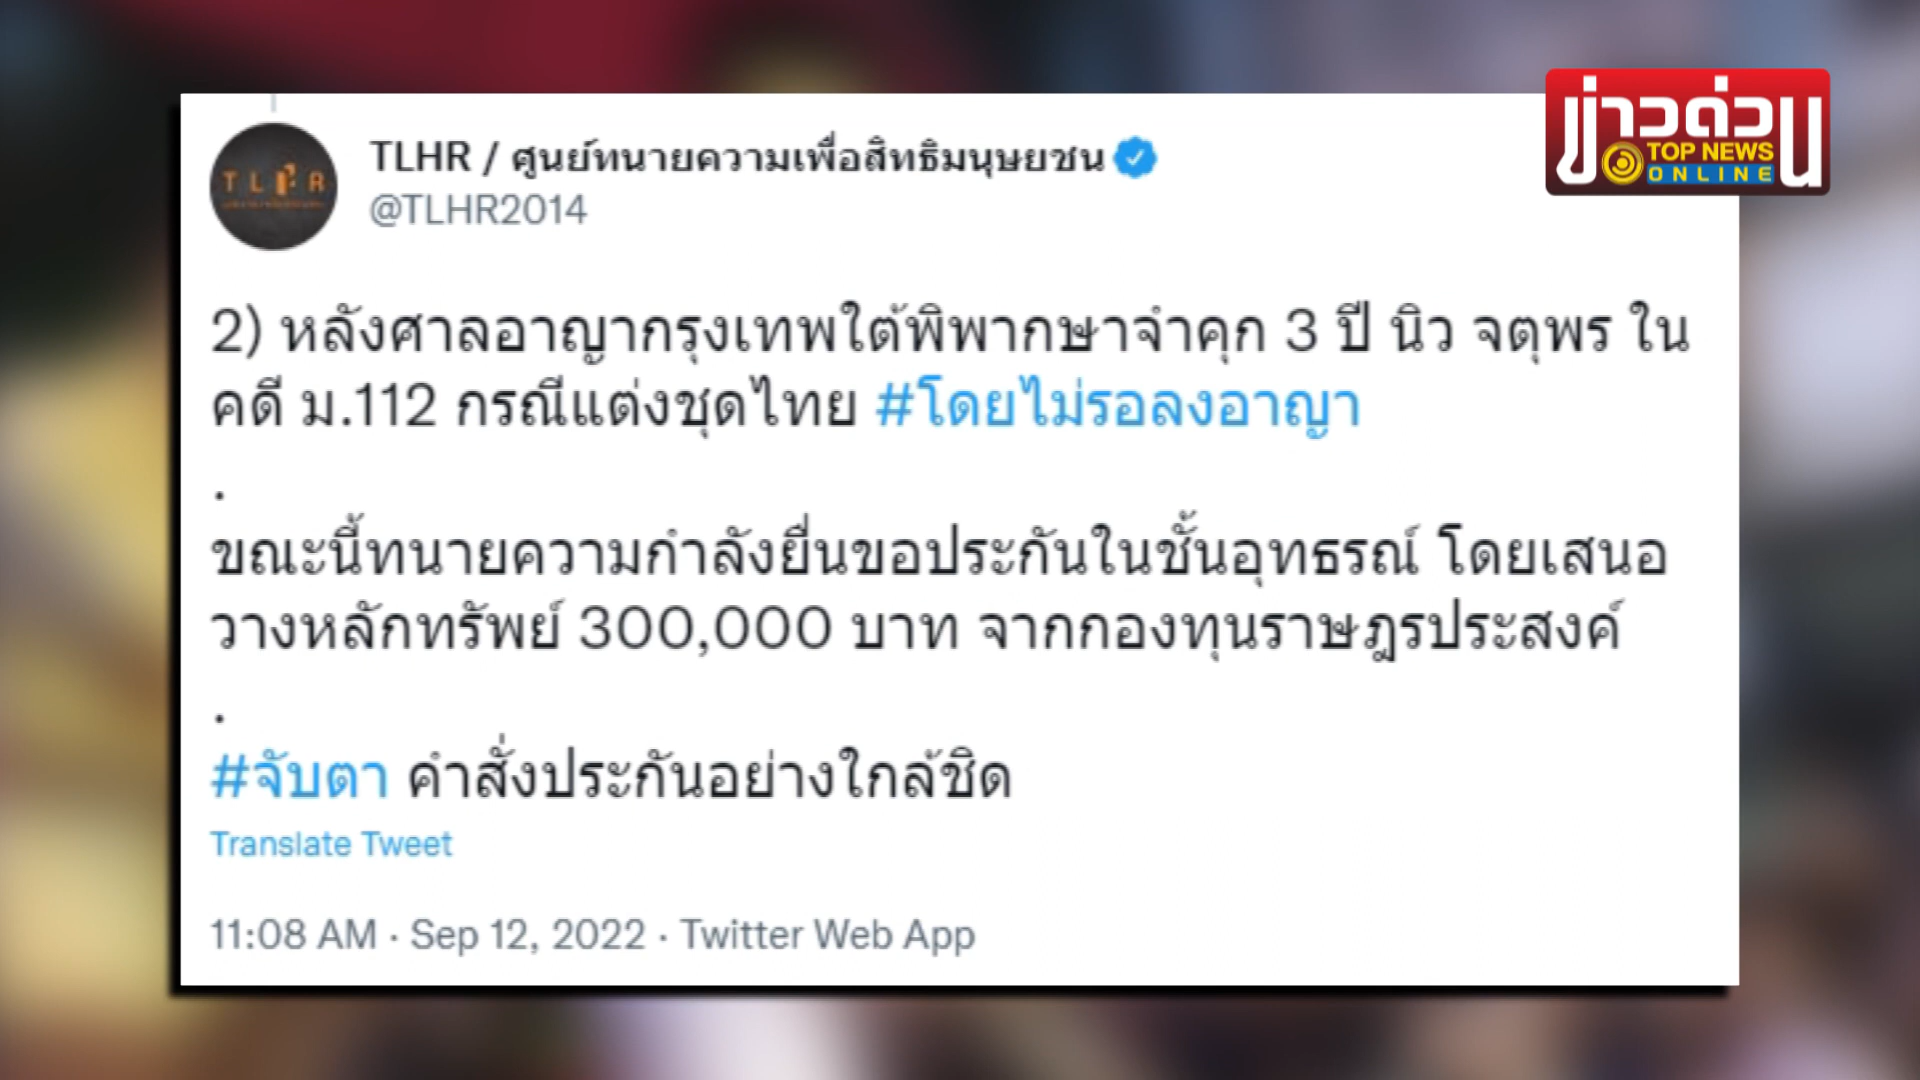 ข่าวด่วน
TOP NEWS
ONLINE
TLHR
TLHR / ศูนย์ทนายความเพื่อสิทธิมนุษยชน
@TLHR2014
2) หลังศาลอาญากรุงเทพใต้พิพากษาจำคุก 3 ปี นิว จตุพร ใน
คดี ม.112 กรณีแต่งชุดไทย #โดยไม่รอลงอาญา
.
ขณะนี้ทนายความกำลังยื่นขอประกันในชั้นอุทธรณ์ โดยเสนอ
วางหลักทรัพย์ 300,000 บาท จากกองทุนราษฎรประสงค์
.
#จับตา คำสั่งประกันอย่างใกล้ชิด
Translate Tweet
11:08 AM · Sep 12, 2022 · Twitter Web App